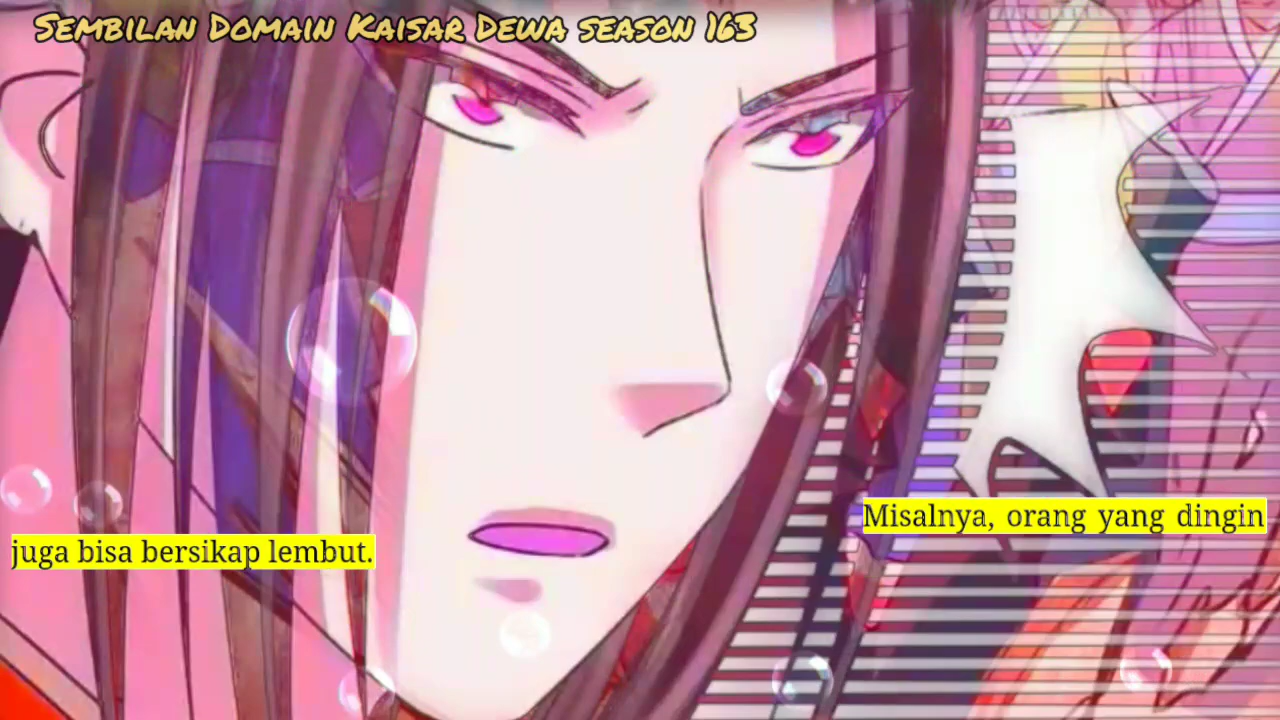 Sembilan Domain Kaisar Dewa season 163
Misalnya, orang yang dingin
juga bisa bersikap lembut.